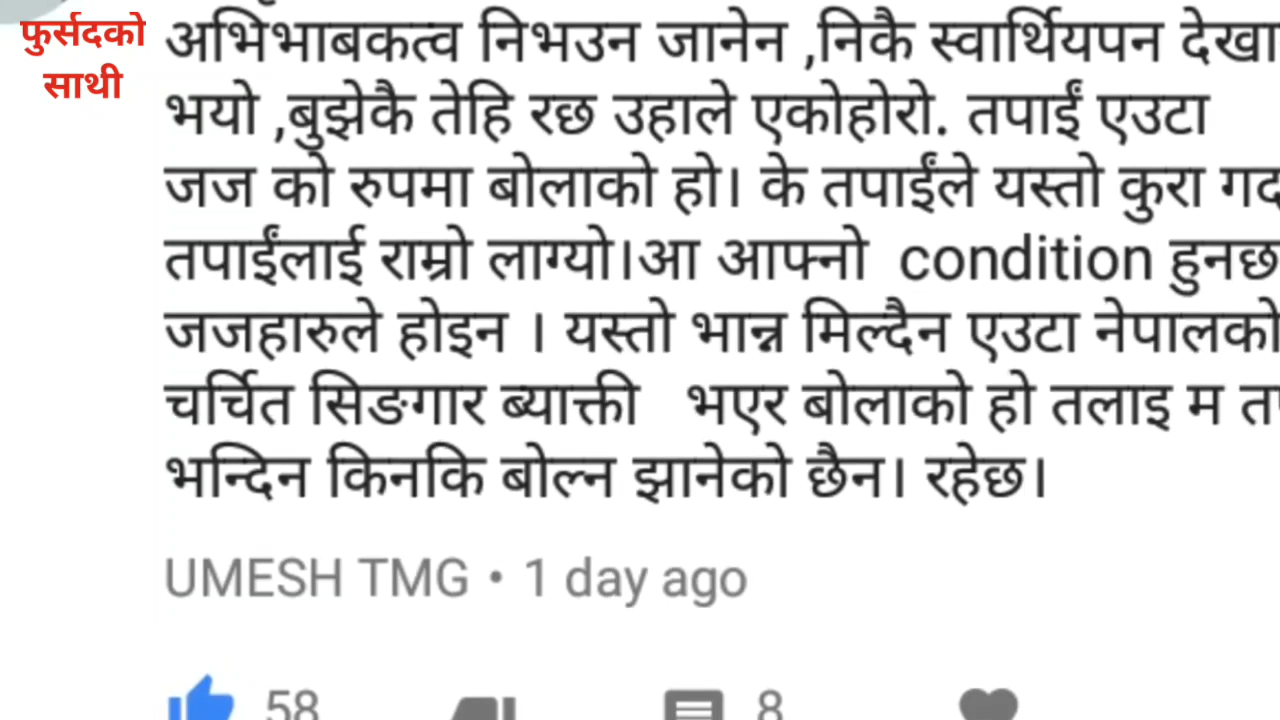 फुर्सदको
साथी
अभिभाबकत्व निभउन जानेन ,निकै स्वार्थियपन देखा
भयो ,बुझेकै तेहि रछ उहाले एकोहोरो. तपाईं एउटा
जज को रुपमा बोलाको हो। के तपाईंले यस्तो कुरा गद
तपाईंलाई राम्रो लाग्यो।आ आफ्नो condition हुनछ
जजहारुले होइन । यस्तो भान्न मिल्दैन एउटा नेपालको
चर्चित सिङगार ब्याक्ती भएर बोलाको हो तलाइ म
भन्दिन किनकि बोल्न झानेको छैन। रहेछ।
UMESH TMG • 1 day ago
58 8